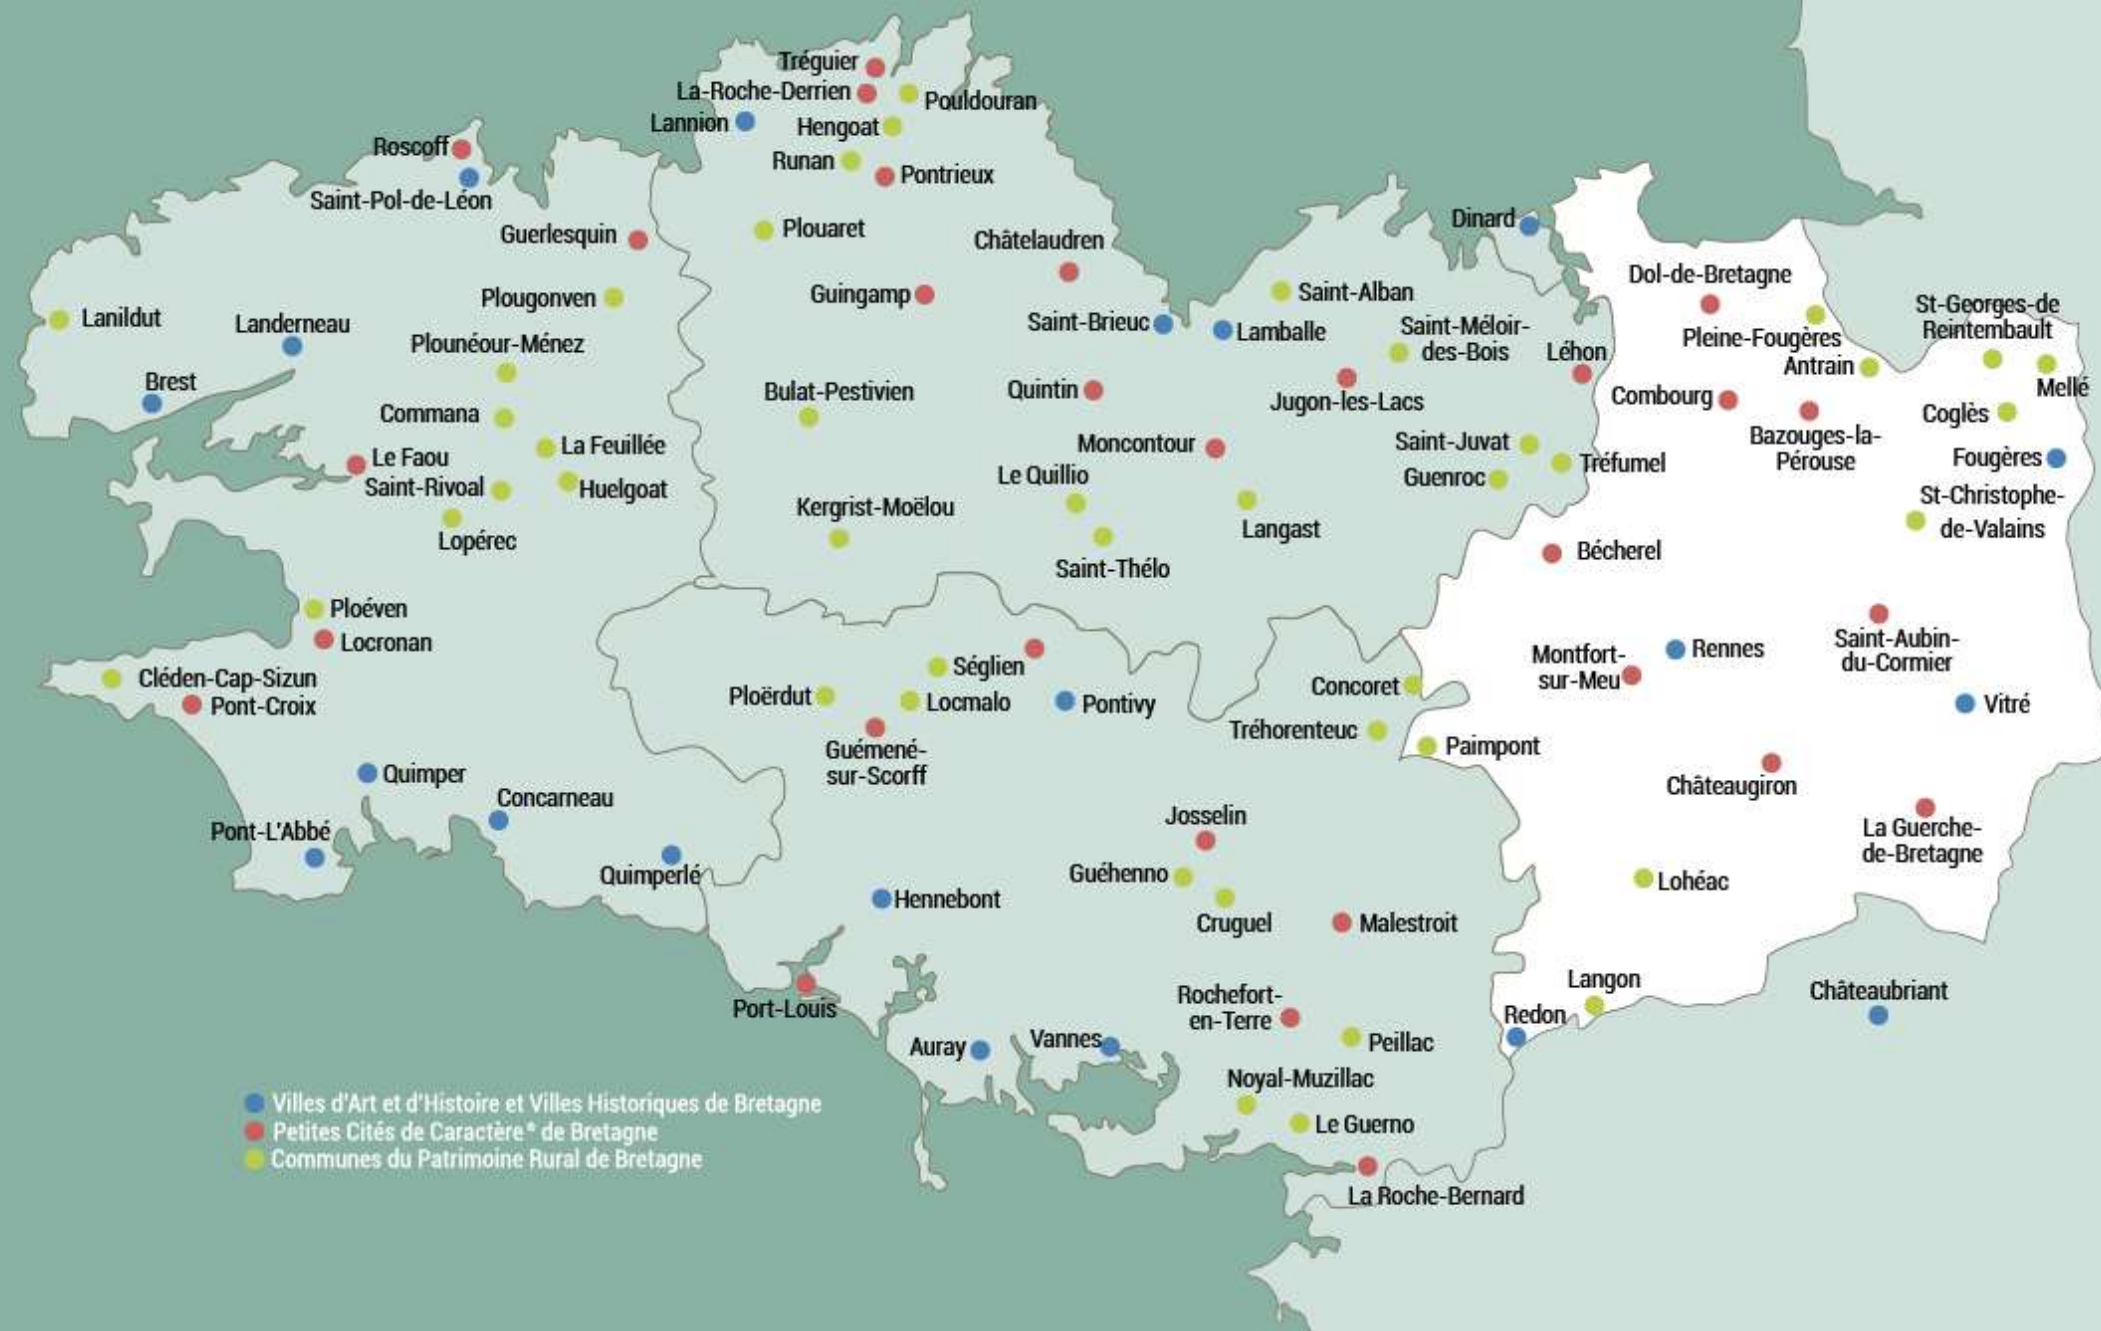 Tréguier
La-Roche-Derrien
Pouldouran
Lannion
Hengoat
Roscoff
Runan
Pontrieux
Saint-Pol-de-Léon
Guerlesquin
Plouaret
Châtelaudren
Dinard
Dol-de-Bretagne
Plougonven
Guingamp
Saint-Alban
St-Georges-de
Reintembault
Lanildut
Landerneau
Saint-Brieuc
Lamballe
Saint-Méloir-
des-Bois
Léhon
Pleine-Fougères
Antrain
Plounéour-Ménez
Mellé
Brest
Bulat-Pestivien
Quintin
Jugon-les-Lacs
Combourg
Commana
Coglès
Bazouges-la-
Pérouse
La Feuillée
Moncontour
Saint-Juvat
Fougères
Le Faou
Tréfumel
Saint-Rivoal
Huelgoat
Le Quillio
Guenroc
St-Christophe-
de-Valains
Kergrist-Moëlou
Langast
Lopérec
Saint-Thélo
Bécherel
Ploéven
Locronan
Saint-Aubin-
du-Cormier
Rennes
Montfort-
sur-Meu
Séglien
Cléden-Cap-Sizun
Pont-Croix
Ploërdut
Locmalo
Pontivy
Concoret
Vitré
Tréhorenteuc
Paimpont
Guémené-
sur-Scorff
Quimper
Châteaugiron
Concarneau
Josselin
Pont-L'Abbé
La Guerche-
de-Bretagne
Quimperlé
Guéhenno
Lohéac
Hennebont
Cruguel
Malestroit
Langon
Châteaubriant
Port-Louis
Rochefort-
en-Terre
Redon
Auray
Vannes
Peillac
Noyal-Muzillac
Le Guerno
La Roche-Bernard
Villes d'Art et d'Histoire et Villes Historiques de Bretagne
Petites Cités de Caractère® de Bretagne
Communes du Patrimoine Rural de Bretagne